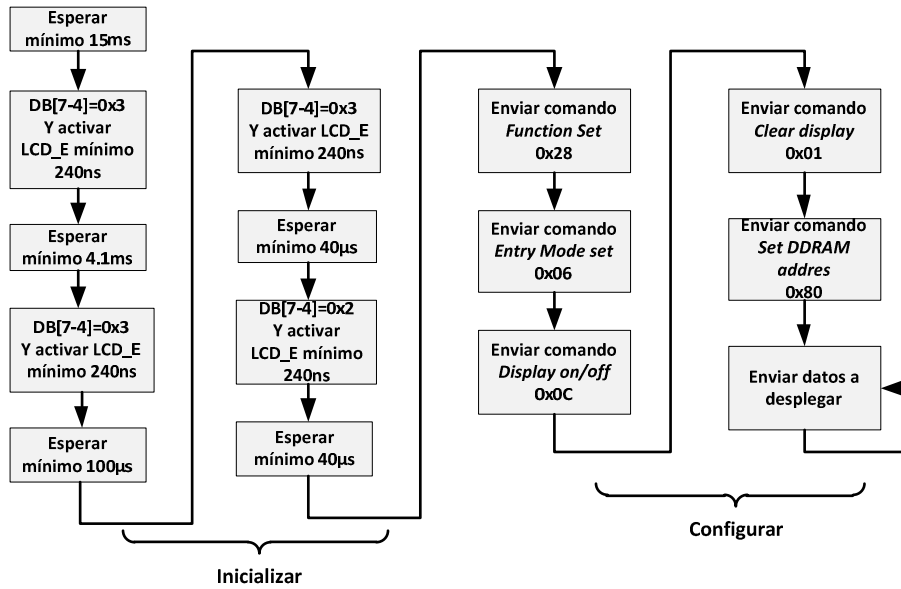 Esperar
mínimo 15ms
DB[7-4]=0x3
Y activar
LCD_E mínimo
240ns
Esperar
mínimo 4.1ms
DB[7-4]=0x3
Y activar LCD_E
mínimo 240ns
Esperar
mínimo 100µs
DB[7-4]=0x3
Y activar LCD_E
mínimo 240ns
Esperar
mínimo 40µs
DB[7-4]=0x2
Y activar
LCD_E mínimo
240ns
Esperar
mínimo 40µs
Inicializar
Enviar comando
Function Set
0x28
Enviar comando
Entry Mode set
0x06
Enviar comando
Display on/off
0x0C
Enviar comando
Clear display
0x01
Enviar comando
Set DDRAM
addres
0x80
Enviar datos a
desplegar
Configurar